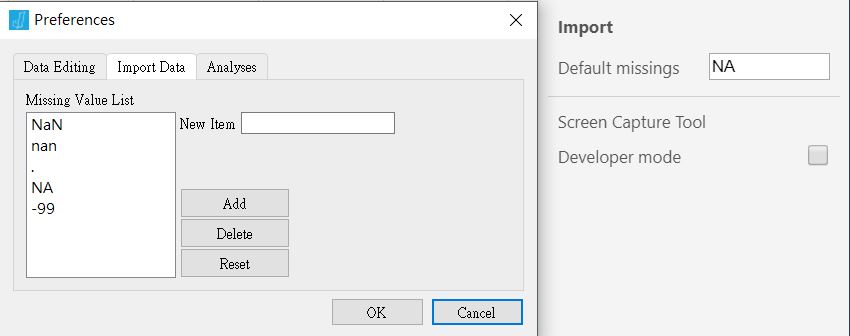 Preferences
Data Editing
Import Data
Analyses
Missing Value List
NaN
nan
.
NA
-99
New Item
Add
Delete
Reset
OK
Cancel
Import
Default missings
NA
Screen Capture Tool
Developer mode